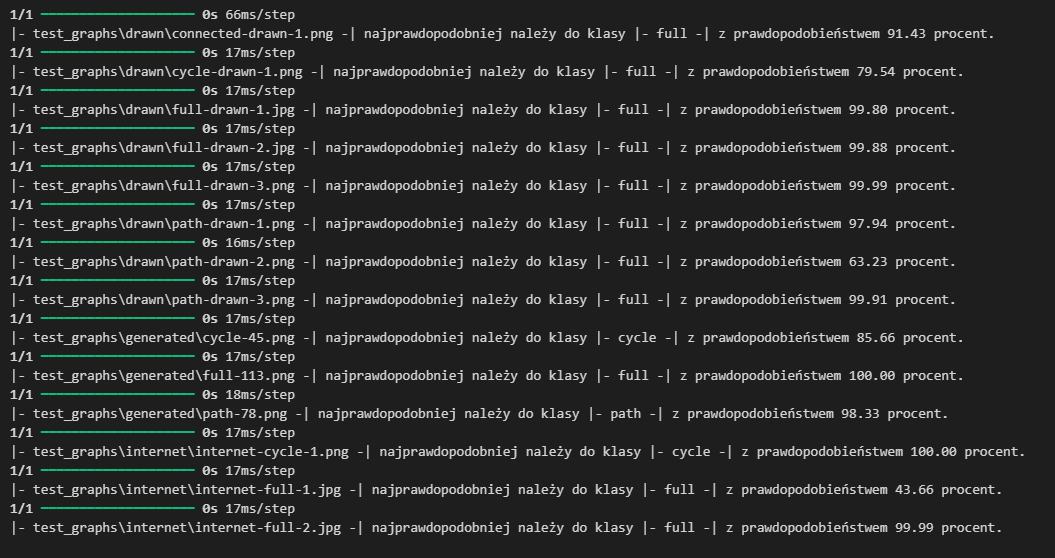 1/1 ━━━━━━━━━━━━━━━━━━━━ 0s 66ms/step
|- test_graphs\drawn\connected-drawn-1.png -| najprawdopodobniej należy do klasy |- full -| z prawdopodobieństwem 91.43 procent.
1/1 ━━━━━━━━━━━━━━━━━━━━ 0s 17ms/step
|- test_graphs\drawn\cycle-drawn-1.png -| najprawdopodobniej należy do klasy |- full -| z prawdopodobieństwem 79.54 procent.
1/1 ━━━━━━━━━━━━━━━━━━━━ 0s 17ms/step
|- test_graphs\drawn\full-drawn-1.jpg -| najprawdopodobniej należy do klasy |- full -| z prawdopodobieństwem 99.80 procent.
1/1 ━━━━━━━━━━━━━━━━━━━━ 0s 17ms/step
|- test_graphs\drawn\full-drawn-2.jpg -| najprawdopodobniej należy do klasy |- full -| z prawdopodobieństwem 99.88 procent.
1/1 ━━━━━━━━━━━━━━━━━━━━ 0s 17ms/step
|- test_graphs\drawn\full-drawn-3.png -| najprawdopodobniej należy do klasy |- full -| z prawdopodobieństwem 99.99 procent.
1/1 ━━━━━━━━━━━━━━━━━━━━ 0s 17ms/step
|- test_graphs\drawn\path-drawn-1.png -| najprawdopodobniej należy do klasy |- full -| z prawdopodobieństwem 97.94 procent.
1/1 ━━━━━━━━━━━━━━━━━━━━ 0s 16ms/step
|- test_graphs\drawn\path-drawn-2.png -| najprawdopodobniej należy do klasy |- full -| z prawdopodobieństwem 63.23 procent.
1/1 ━━━━━━━━━━━━━━━━━━━━ 0s 17ms/step
|- test_graphs\drawn\path-drawn-3.png -| najprawdopodobniej należy do klasy |- full -| z prawdopodobieństwem 99.91 procent.
1/1 ━━━━━━━━━━━━━━━━━━━━ 0s 17ms/step
|- test_graphs\generated\cycle-45.png -| najprawdopodobniej należy do klasy |- cycle -| z prawdopodobieństwem 85.66 procent.
1/1 ━━━━━━━━━━━━━━━━━━━━ 0s 17ms/step
|- test_graphs\generated\full-113.png -| najprawdopodobniej należy do klasy |- full -| z prawdopodobieństwem 100.00 procent.
1/1 ━━━━━━━━━━━━━━━━━━━━ 0s 18ms/step
|- test_graphs\generated\path-78.png -| najprawdopodobniej należy do klasy |- path -| z prawdopodobieństwem 98.33 procent.
1/1 ━━━━━━━━━━━━━━━━━━━━ 0s 17ms/step
|- test_graphs\internet\internet-cycle-1.png -| najprawdopodobniej należy do klasy |- cycle -| z prawdopodobieństwem 100.00 procent.
1/1 ━━━━━━━━━━━━━━━━━━━━ 0s 17ms/step
|- test_graphs\internet\internet-full-1.jpg -| najprawdopodobniej należy do klasy |- full -| z prawdopodobieństwem 43.66 procent.
1/1 ━━━━━━━━━━━━━━━━━━━━ 0s 17ms/step
|- test_graphs\internet\internet-full-2.jpg -| najprawdopodobniej należy do klasy |- full -| z prawdopodobieństwem 99.99 procent.